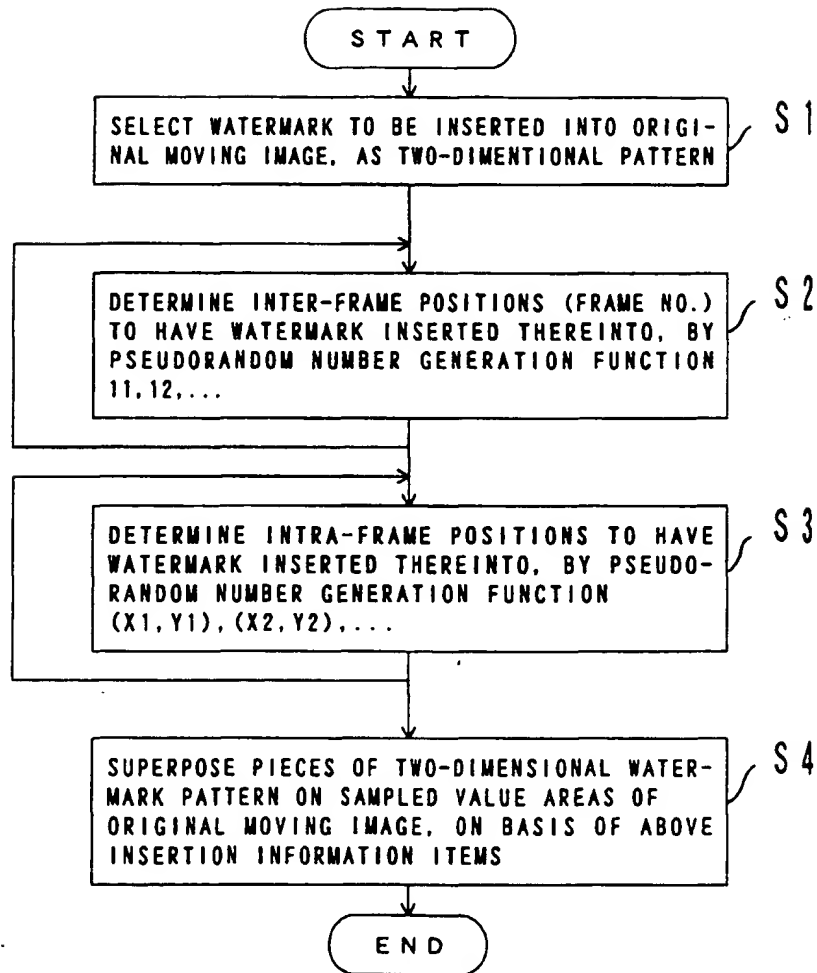 START
SELECT WATERMARK TO BE INSERTED INTO ORIGI-
NAL MOVING IMAGE, AS TWO-DIMENTIONAL PATTERN
S1
DETERMINE INTER-FRAME POSITIONS (FRAME NO.)
TO HAVE WATERMARK INSERTED THEREINTO, BY
PSEUDORANDOM NUMBER GENERATION FUNCTION
11,12,...
S2
DETERMINE INTRA-FRAME POSITIONS TO HAVE
WATERMARK INSERTED THEREINTO, BY PSEUDO-
RANDOM NUMBER GENERATION FUNCTION
(X1,Y1),(X2,Y2),...
S3
SUPERPOSE PIECES OF TWO-DIMENSIONAL WATER-
MARK PATTERN ON SAMPLED VALUE AREAS OF
ORIGINAL MOVING IMAGE, ON BASIS OF ABOVE
INSERTION INFORMATION ITEMS
S4
END